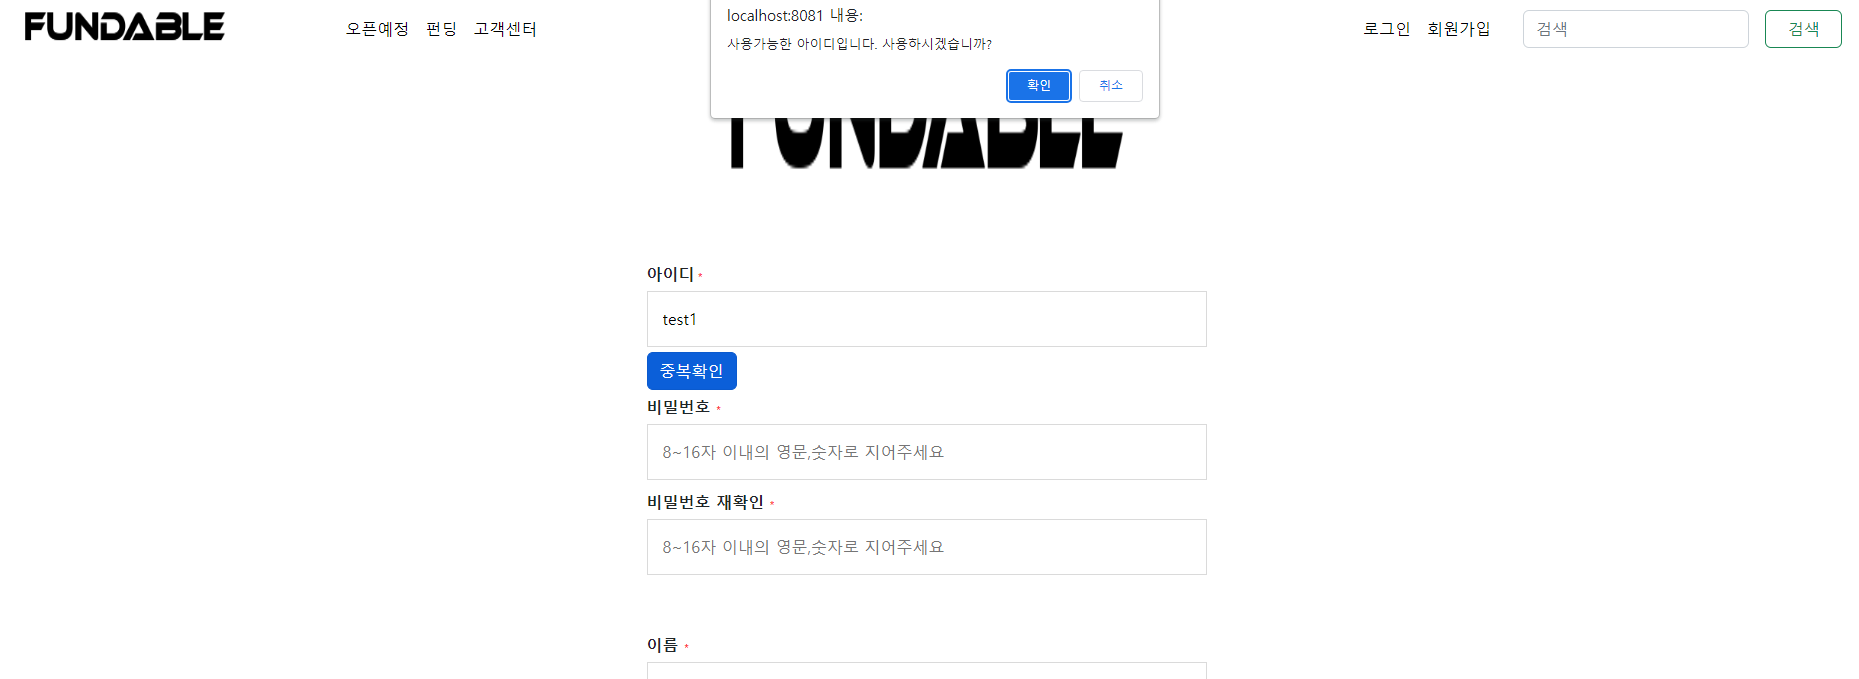 FUNDABLE
오픈예정 펀딩 고객센터
localhost:8081 내용:
사용가능한 아이디입니다. 사용하시겠습니까?
확인 취소
로그인 회원가입 검색 검색
FUNDABLE
아이디 *
test1
중복확인
비밀번호 *
8~16자 이내의 영문,숫자로 지어주세요
비밀번호 재확인 *
8~16자 이내의 영문,숫자로 지어주세요
이름 *